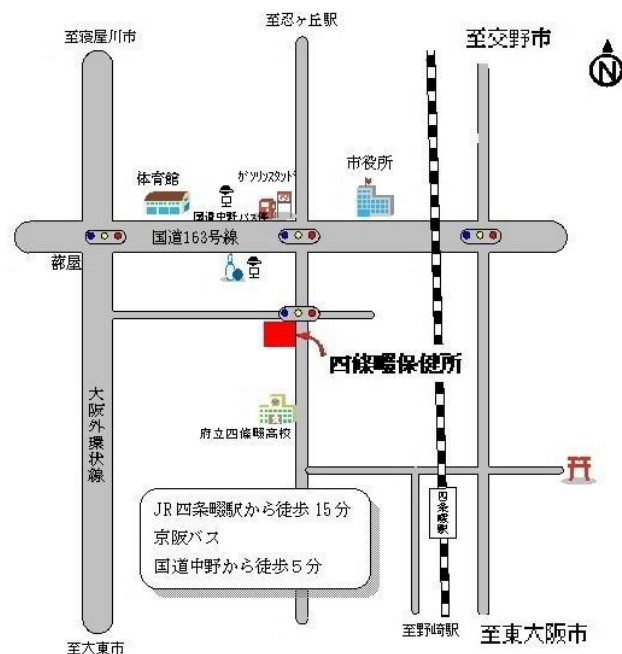 至忍ヶ丘駅
至寝屋川市
至交野市
N
市役所
体育館
ガソリンスタンド
GS
国道中野バス停
国道163号線
部屋
四條畷保健所
大阪外環状線
府立四條畷高校
四条畷駅
JR四条畷駅から徒歩15分
京阪バス
国道中野から徒歩5分
至野崎駅
至東大阪市
至大東市